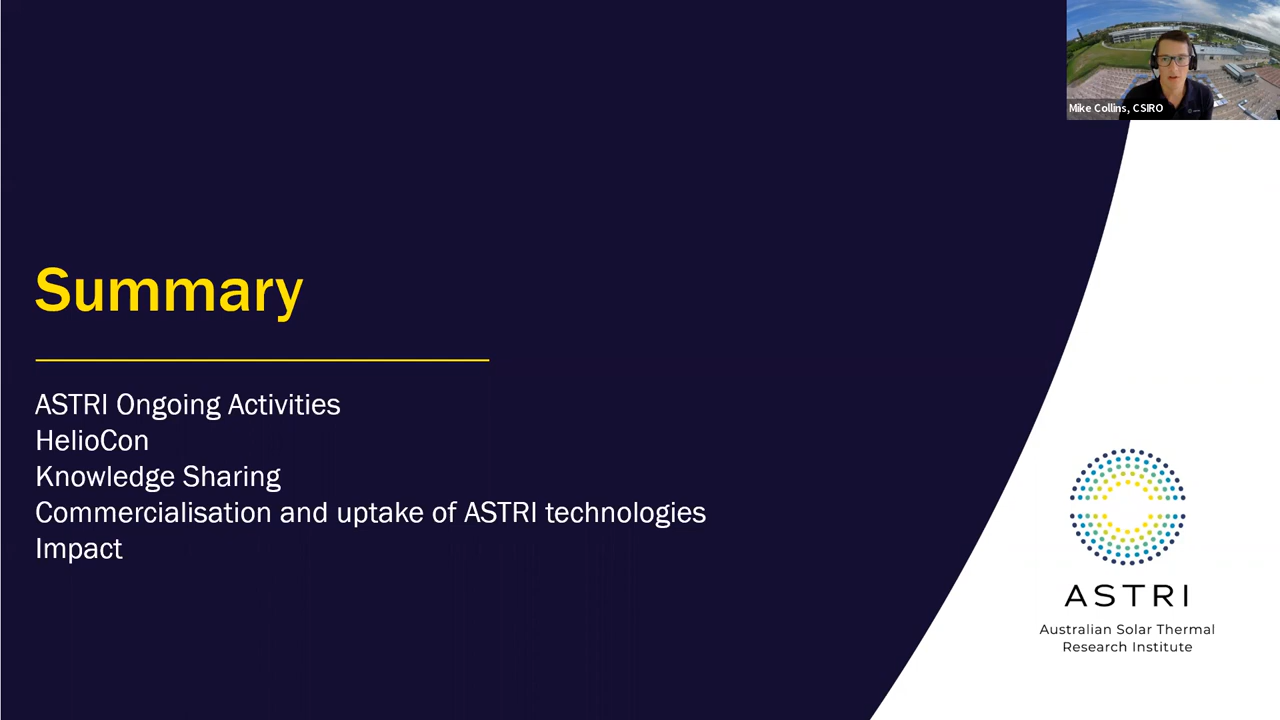 Mike Collins, CSIRO
Summary
ASTRI Ongoing Activities
HelioCon
Knowledge Sharing
Commercialisation and uptake of ASTRI technologies
Impact
ASTRI
Australian Solar Thermal
Research Institute